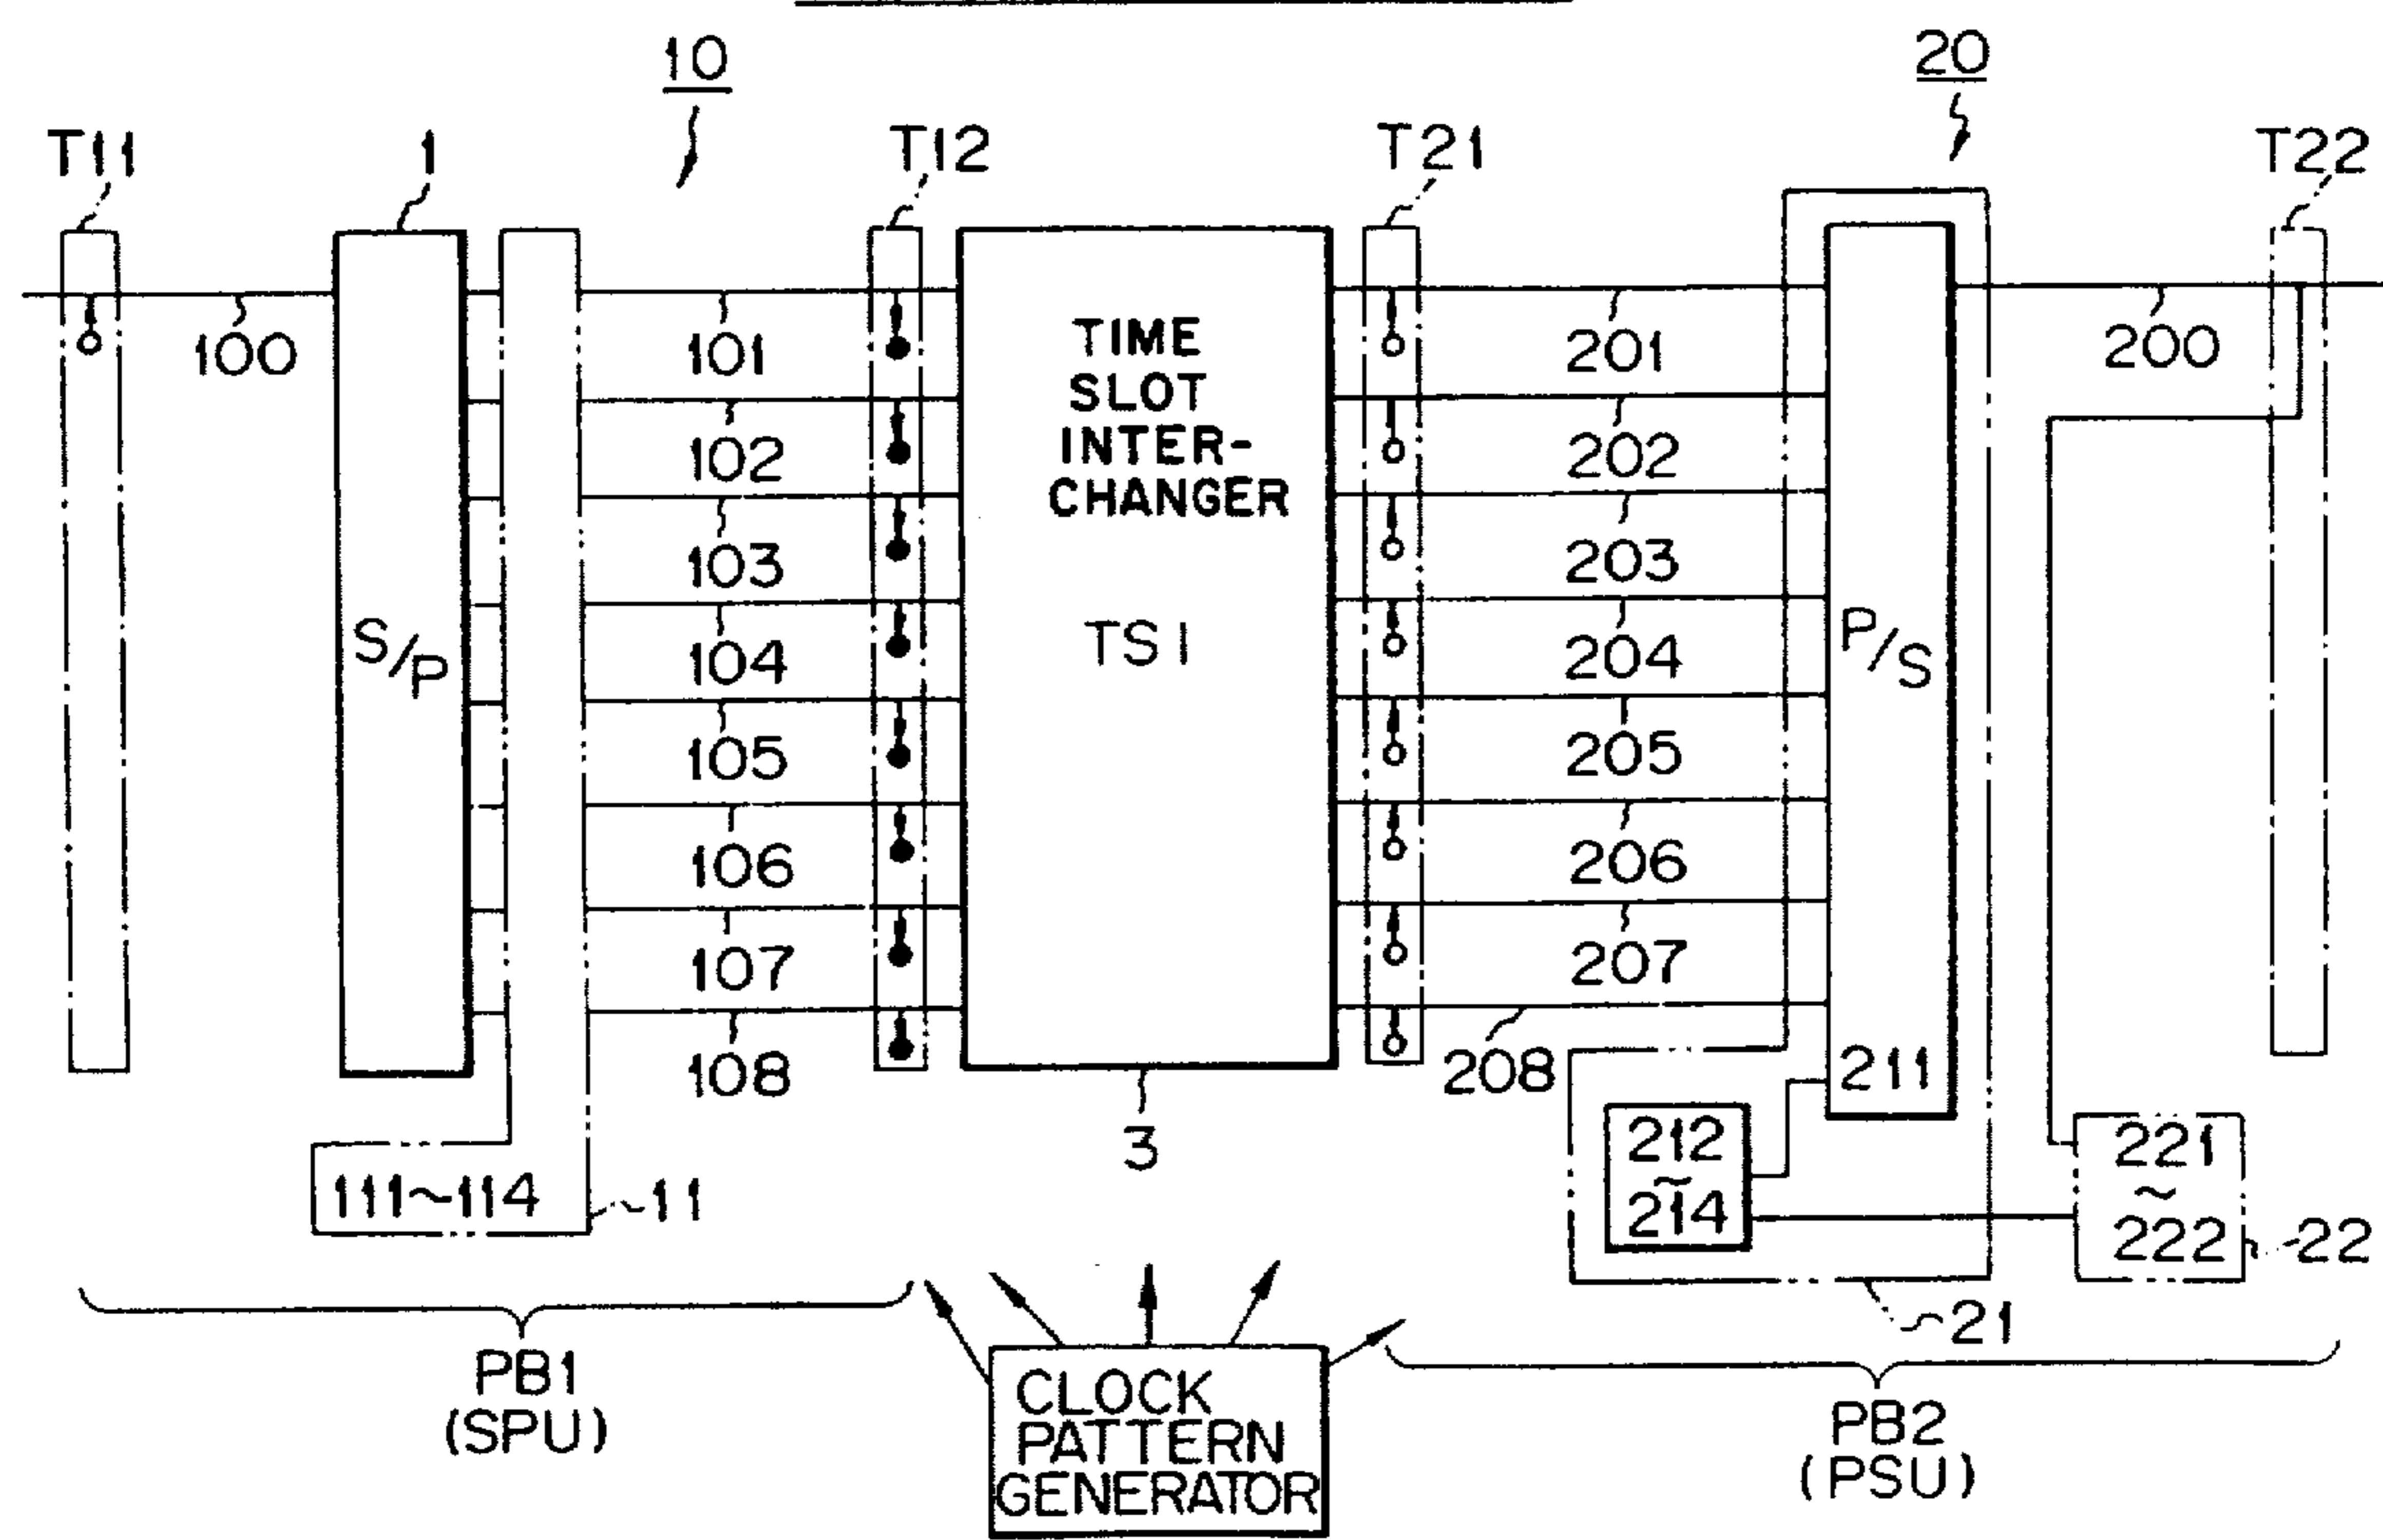 10
20
T11
1
T12
T21
T22
100
101
201
200
TIME
SLOT
INTER-
CHANGER
102
202
103
203
S/P
104
TSI
204
P/S
105
205
106
206
107
207
108
208
211
3
212
~
214
221
~
222
22
111~114
11
21
PB1
(SPU)
CLOCK
PATTERN
GENERATOR
PB2
(PSU)